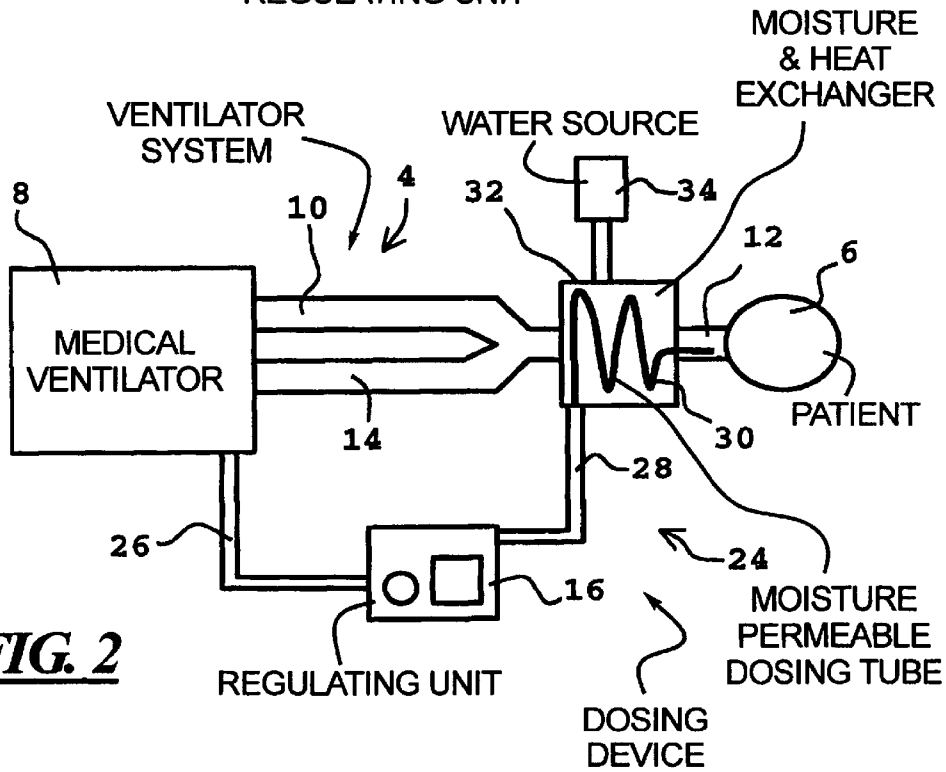 REGULATING UNIT
MOISTURE
& HEAT
EXCHANGER
VENTILATOR
SYSTEM
WATER SOURCE
8
10
4
32
34
12
6
MEDICAL
VENTILATOR
14
30
PATIENT
28
26
24
16
MOISTURE
PERMEABLE
DOSING TUBE
FIG. 2
REGULATING UNIT
DOSING
DEVICE